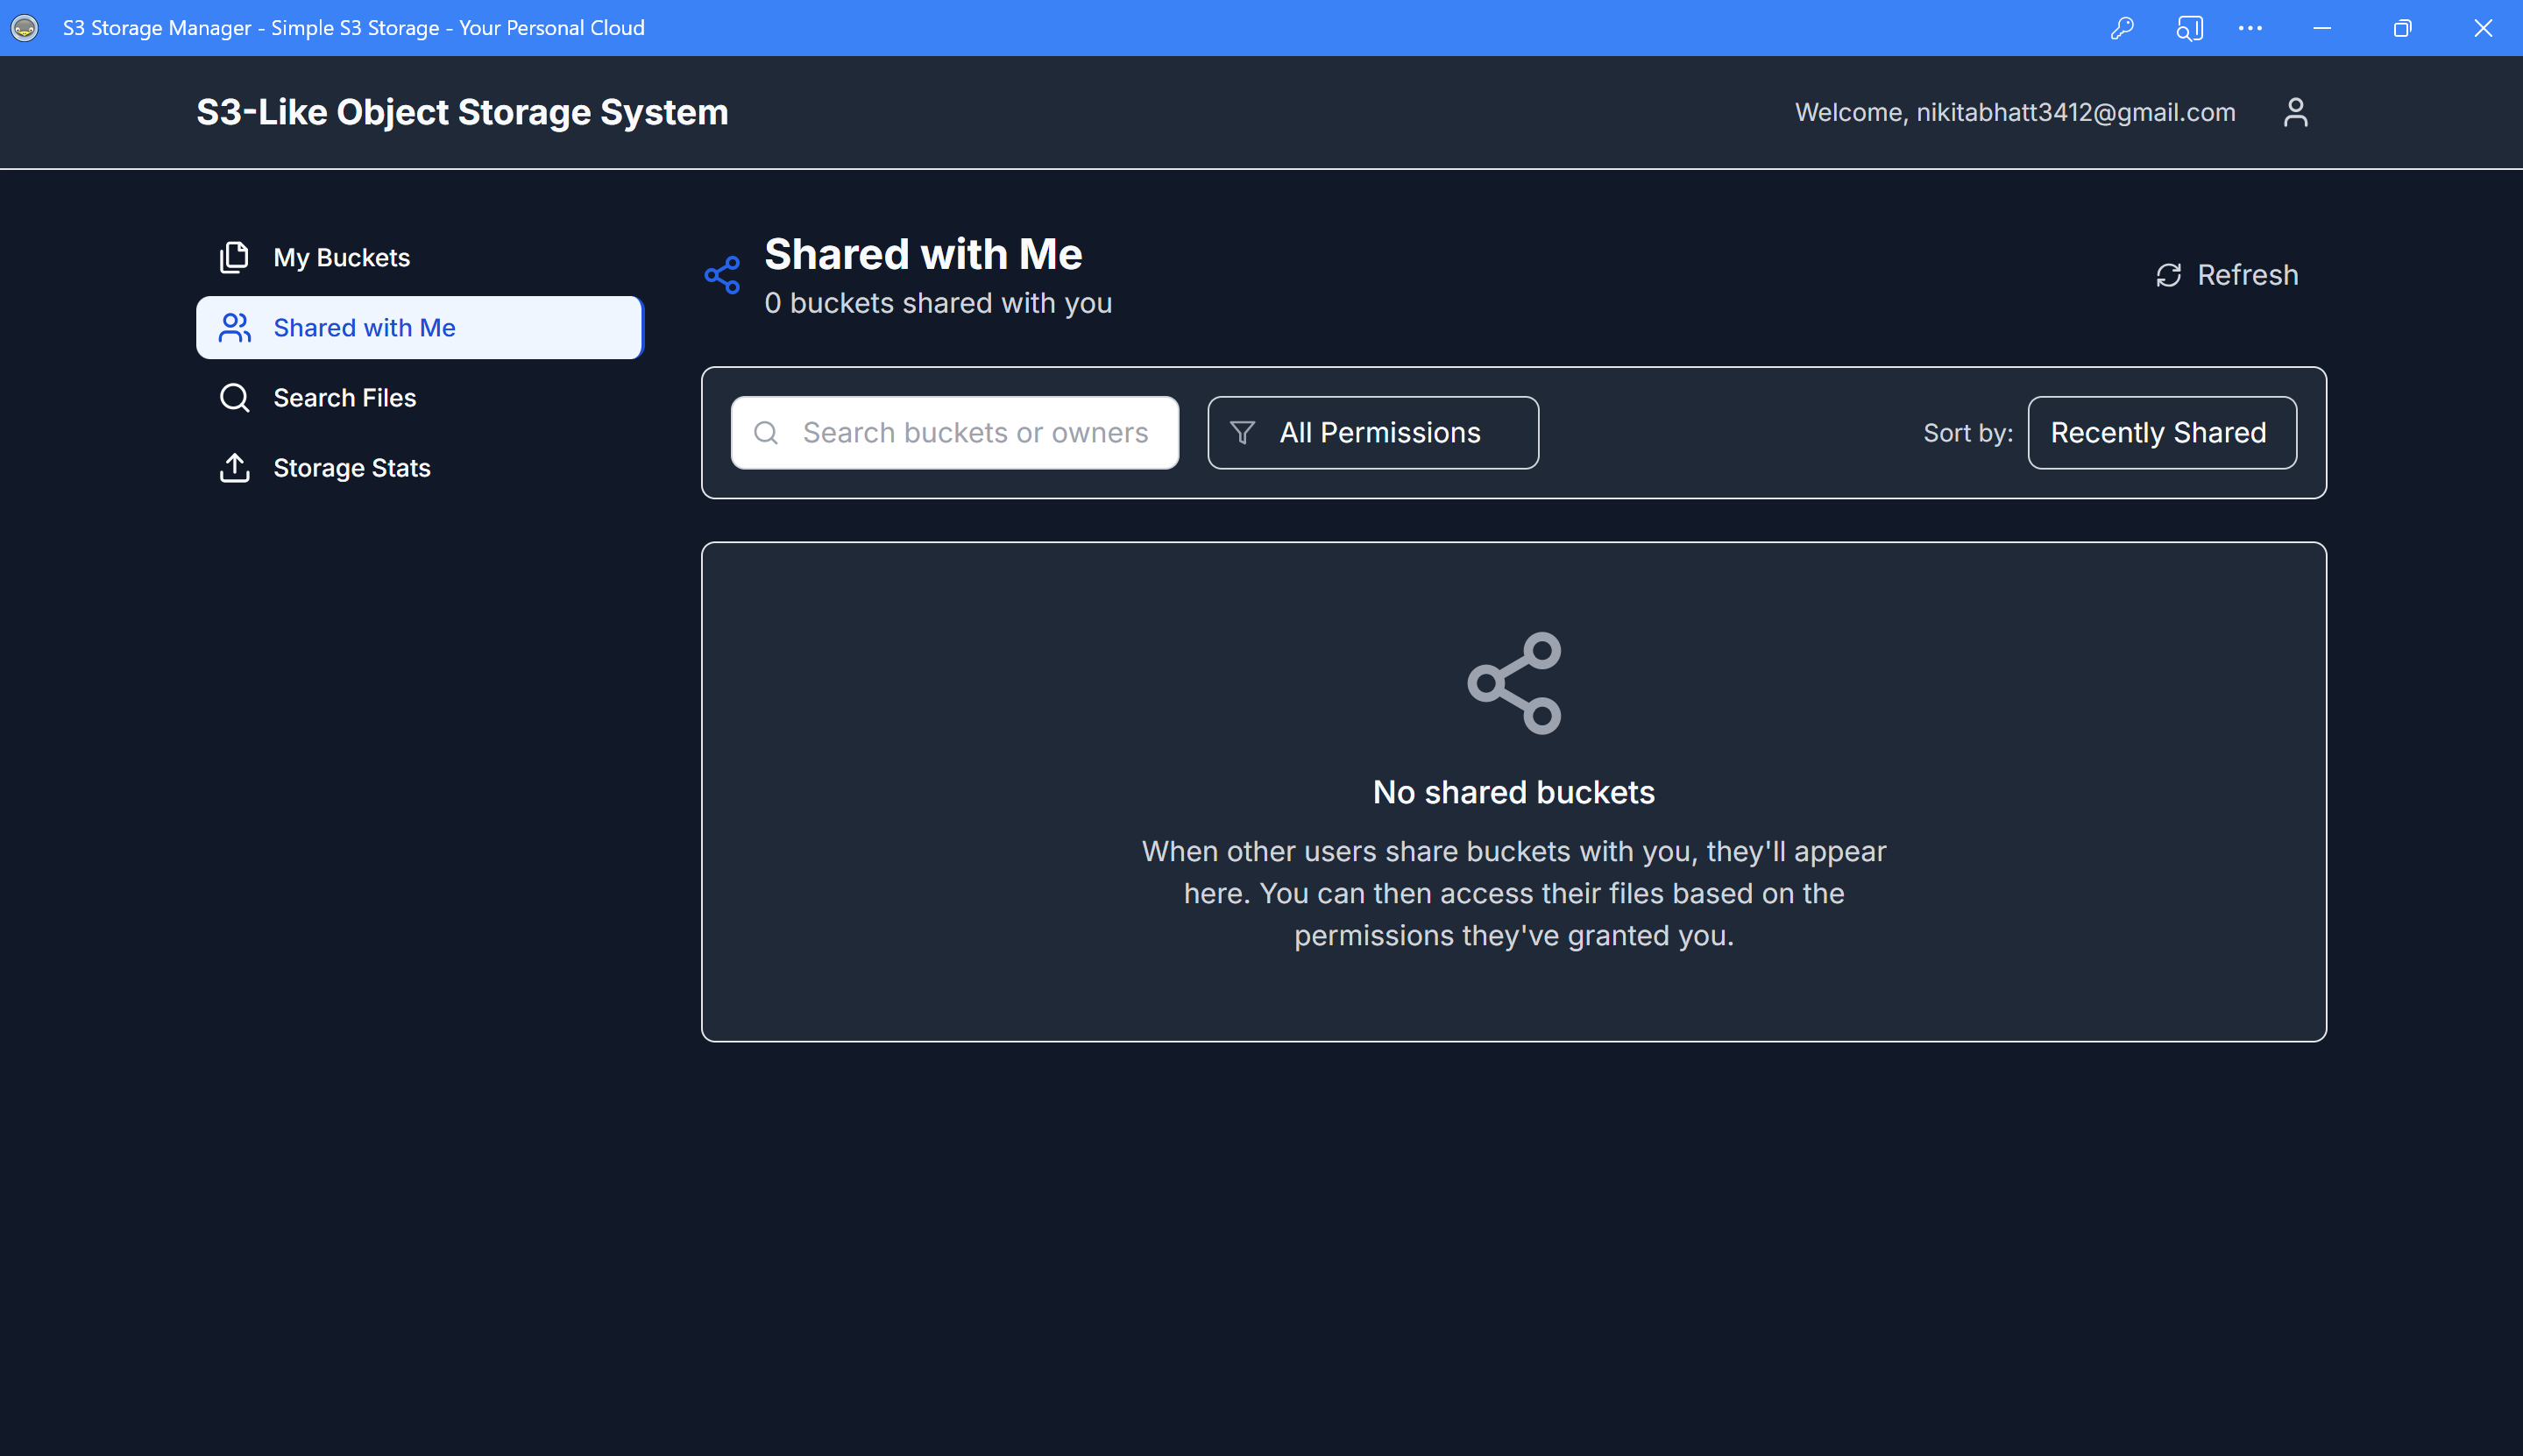 S3 Storage Manager - Simple S3 Storage - Your Personal Cloud
S3-Like Object Storage System
Welcome, nikitabhatt3412@gmail.com
My Buckets
Shared with Me
Search Files
Storage Stats
Shared with Me
0 buckets shared with you
Refresh
Search buckets or owners
All Permissions
Sort by:
Recently Shared
No shared buckets
When other users share buckets with you, they'll appear
here. You can then access their files based on the
permissions they've granted you.